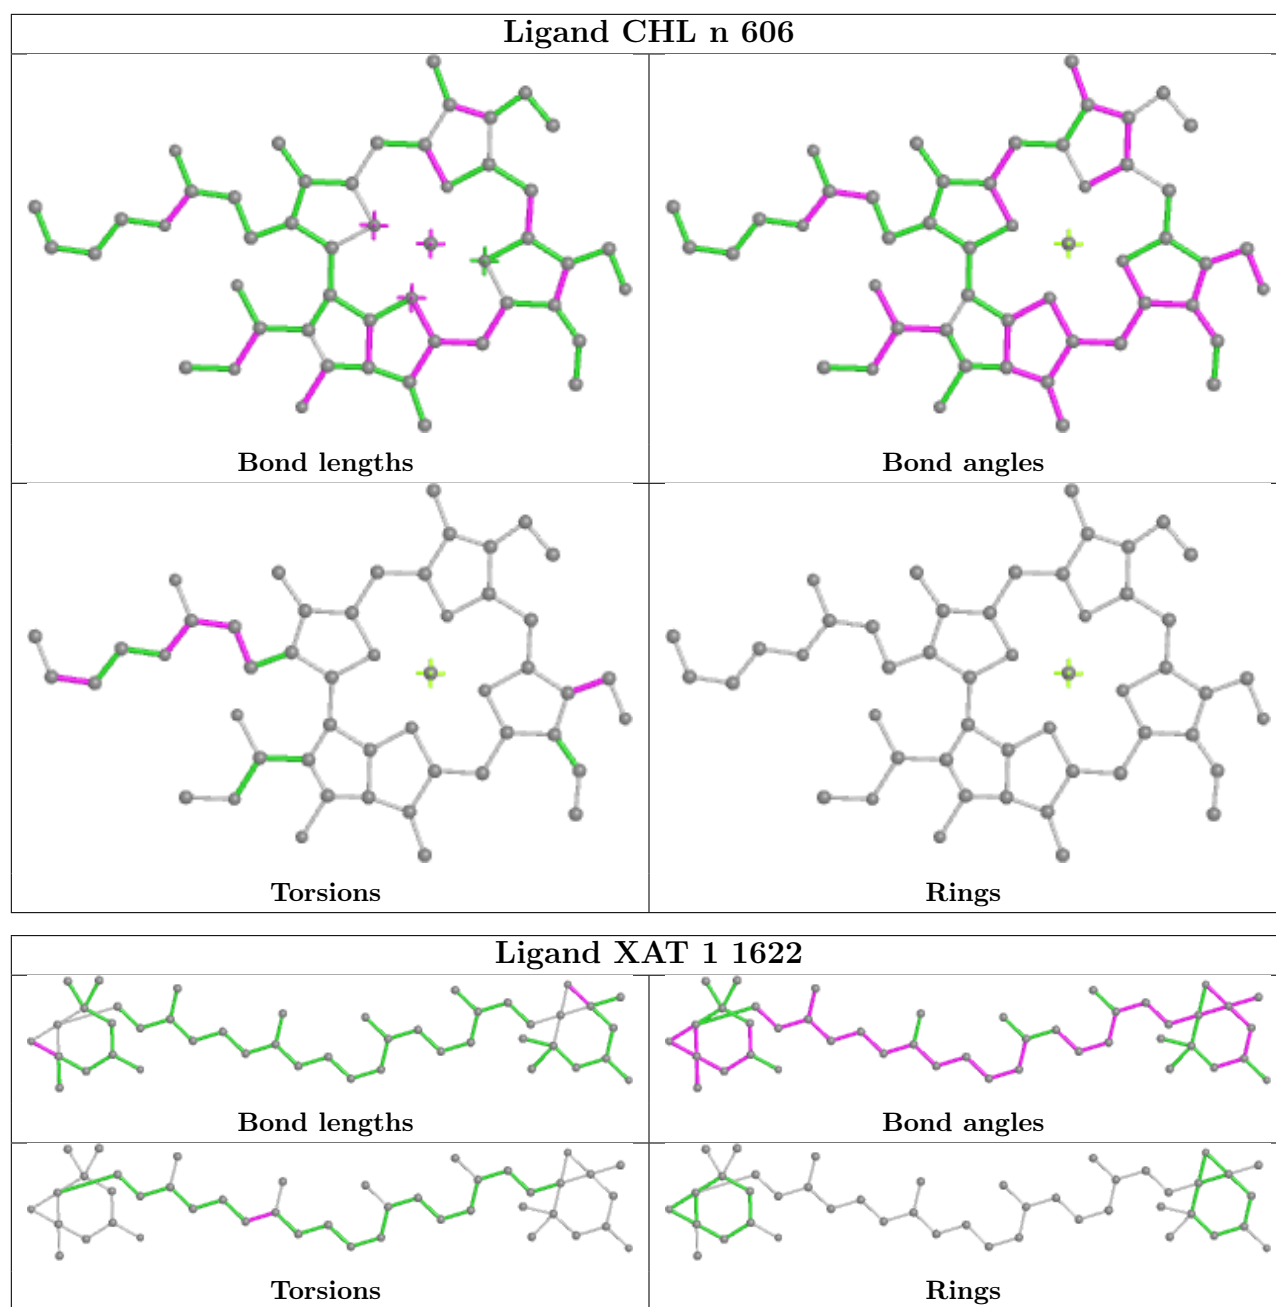 Ligand CHL n 606
Bond lengths
Bond angles
Torsions
Rings
Ligand XAT 1 1622
Bond lengths
Bond angles
Torsions
Rings